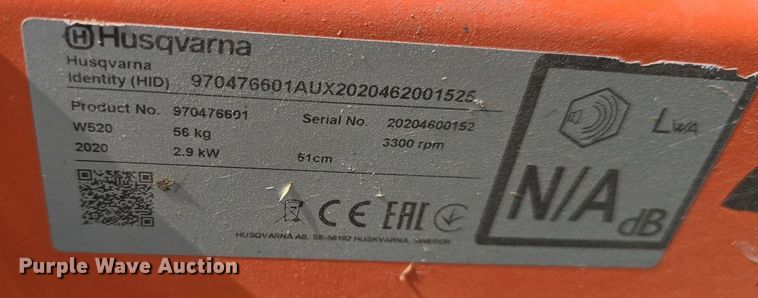 Husqvarna
Husqvarna
Identity (HID) 970476601AUX2020462001525
Product No. 970476601 Serial No. 20204600152
W520 56 kg 3300 rpm
2020 2.9 kW 51cm
LWA
N/A dB
CE EAC
HUSQVARNA AB, SE-56182 HUSKVARNA, SWEDEN
Purple Wave Auction